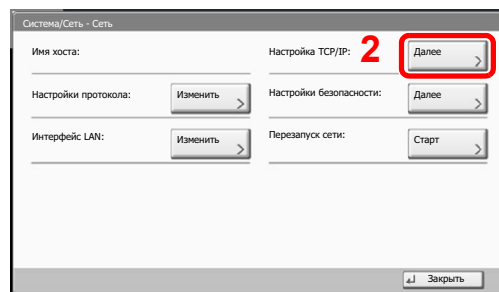 Система/Сеть - Сеть
Имя хоста:
Настройка TCP/IP:
2
Далее
Настройки протокола:
Изменить
Настройки безопасности:
Далее
Интерфейс LAN:
Изменить
Перезапуск сети:
Старт
Закрыть